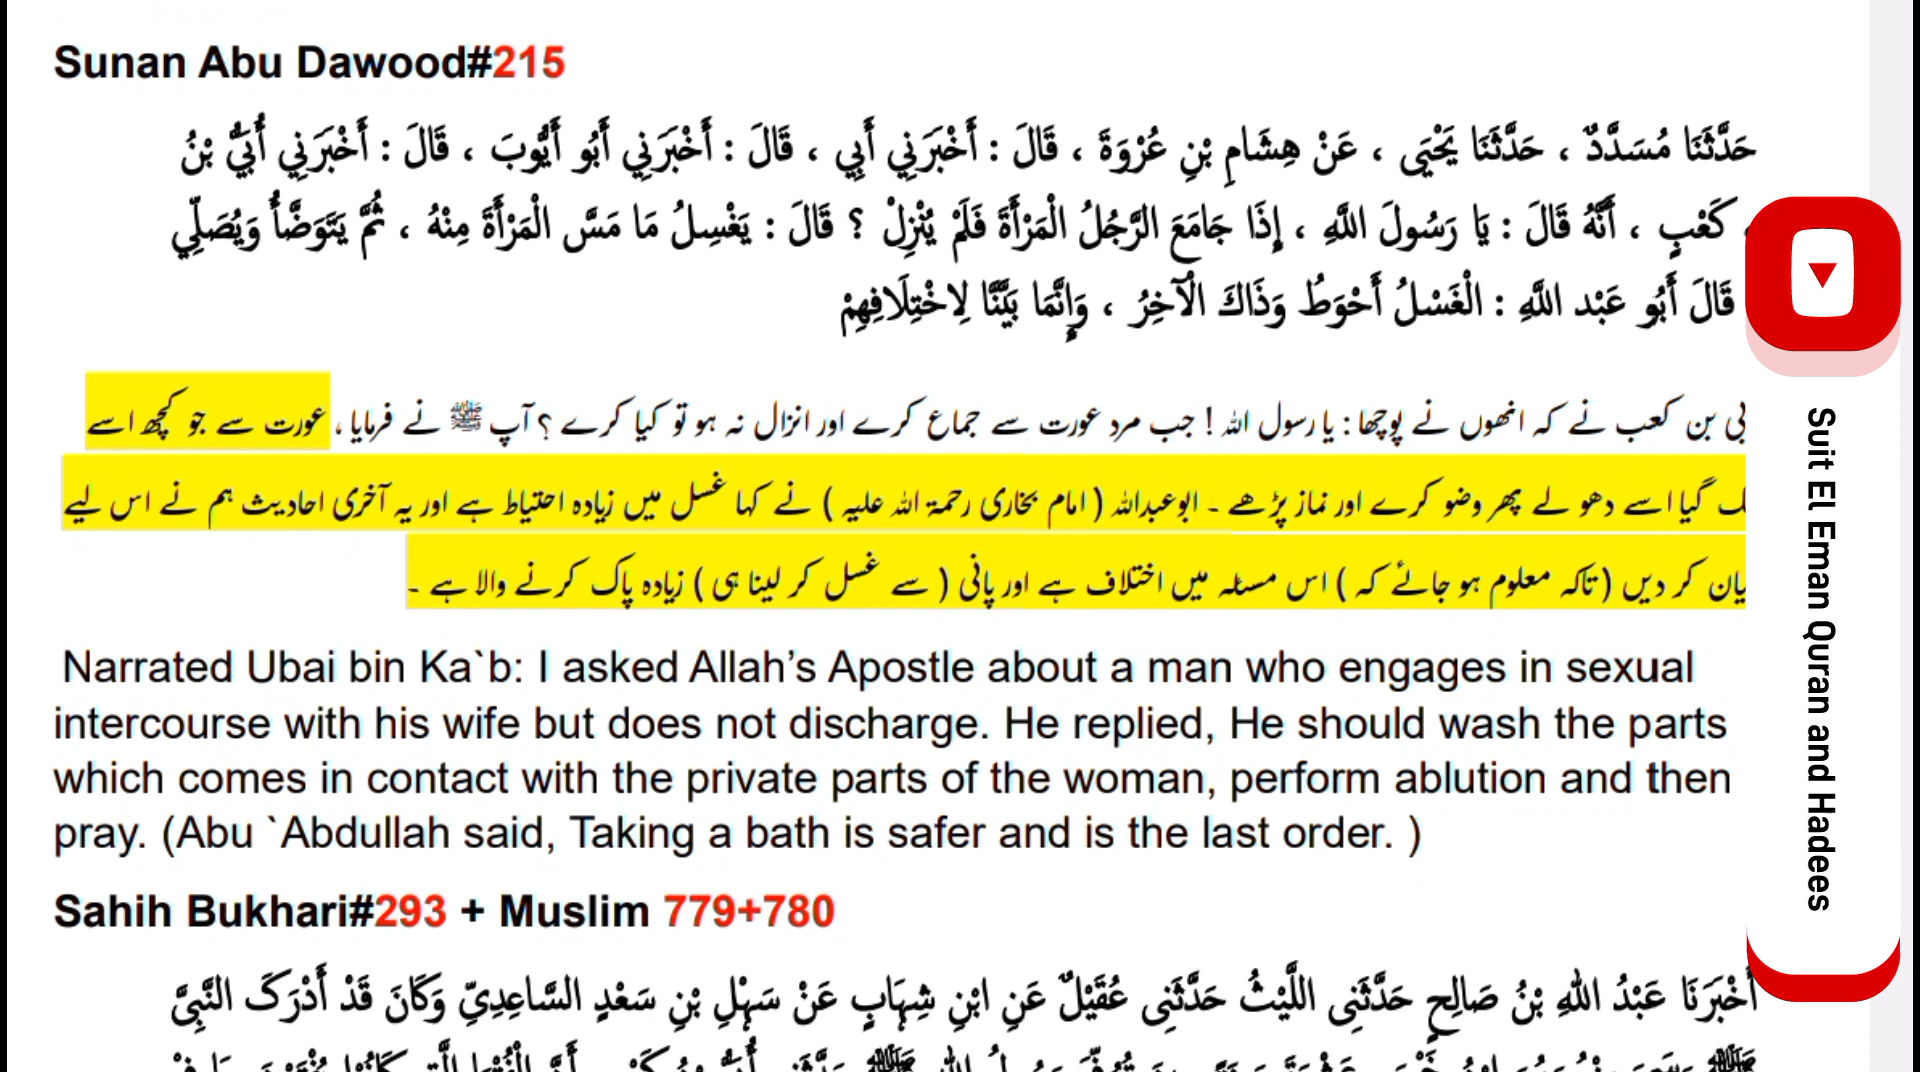 Sunan Abu Dawood#215
حَدَّثَنَا مُسَدَّدٌ ، حَدَّثَنَا يَحْيَى ، عَنْ هِشَامِ بْنِ عُرْوَةَ ، قَالَ : أَخْبَرَنِي أَبِي ، قَالَ : أَخْبَرَنِي أَبُو أَيُّوبَ ، قَالَ : أَخْبَرَنِي أُبَيُّ بْنُ
كَعْبٍ ، أَنَّهُ قَالَ : يَا رَسُولَ اللَّهِ ، إِذَا جَامَعَ الرَّجُلُ الْمَرْأَةَ فَلَمْ يُنْزِلْ ؟ قَالَ : يَغْسِلُ مَا مَسَّ الْمَرْأَةَ مِنْهُ ، ثُمَّ يَتَوَضَّأُ وَيُصَلِّي
قَالَ أَبُو عَبْد اللَّهِ : الْغَسْلُ أَحْوَطُ وَذَاكَ الْآخِرُ ، وَإِنَّمَا بَيَّنَّا لِاخْتِلَافِهِمْ
بن کعب نے کہ انھوں نے پوچھا : یا رسول اللہ ! جب مرد عورت سے جماع کرے اور انزال نہ ہو تو کیا کرے ؟ آپ ﷺ نے فرمایا ، عورت سے جو کچھ اسے
گیا اسے دھو لے پھر وضو کرے اور نماز پڑھے ۔ ابوعبداللہ ( امام بخاری رحمۃ اللہ علیہ ) نے کہا غسل میں زیادہ احتیاط ہے اور یہ آخری احادیث ہم نے اس لیے
کر دیں ( تاکہ معلوم ہو جائے کہ ) اس مسئلہ میں اختلاف ہے اور پانی ( سے غسل کر لینا ہی ) زیادہ پاک کرنے والا ہے ۔
Narrated Ubai bin Ka`b: I asked Allah’s Apostle about a man who engages in sexual
intercourse with his wife but does not discharge. He replied, He should wash the parts
which comes in contact with the private parts of the woman, perform ablution and then
pray. (Abu `Abdullah said, Taking a bath is safer and is the last order. )
Sahih Bukhari#293 + Muslim 779+780
أَخْبَرَنَا عَبْدُ اللهِ بْنُ صَالِحٍ حَدَّثَنِى اللَّيْثُ حَدَّثَنِى عُقَيْلٌ عَنِ ابْنِ شِهَابٍ عَنْ سَهْلِ بْنِ سَعْدٍ السَّاعِدِيِّ وَكَانَ قَدْ أَدْرَكَ النَّبِىَّ
Suit El Eman Quran and Hadees